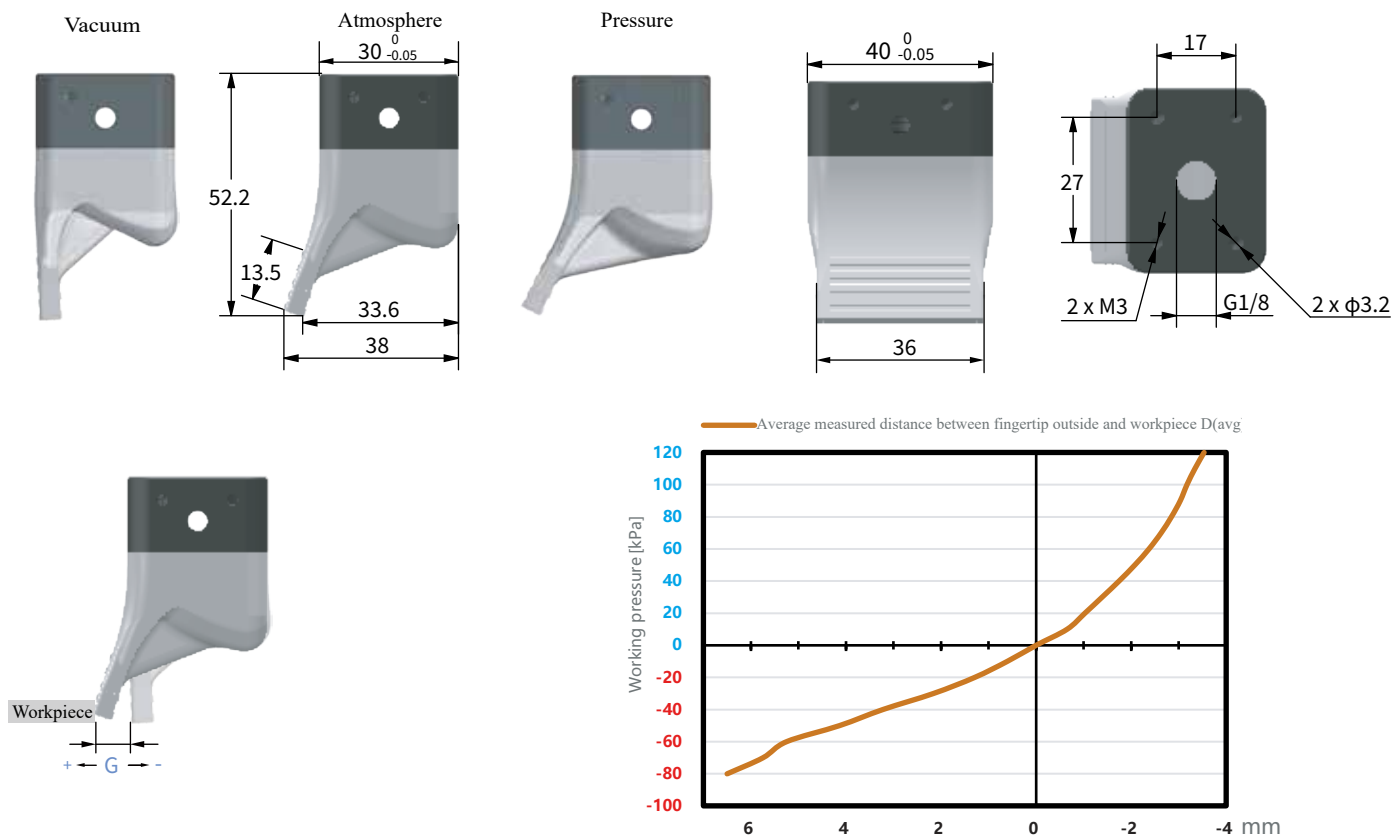 Vacuum
Atmosphere
Pressure
30 0 -0.05
40 0 -0.05
17
52.2
13.5
27
33.6
38
36
2 x M3
G1/8
2 x ϕ3.2
Average measured distance between fingertip outside and workpiece D(avg
Working pressure [kPa]
120
100
80
60
40
20
0
-20
-40
-60
-80
-100
6 4 2 0 -2 -4 mm
Workpiece
+ G -